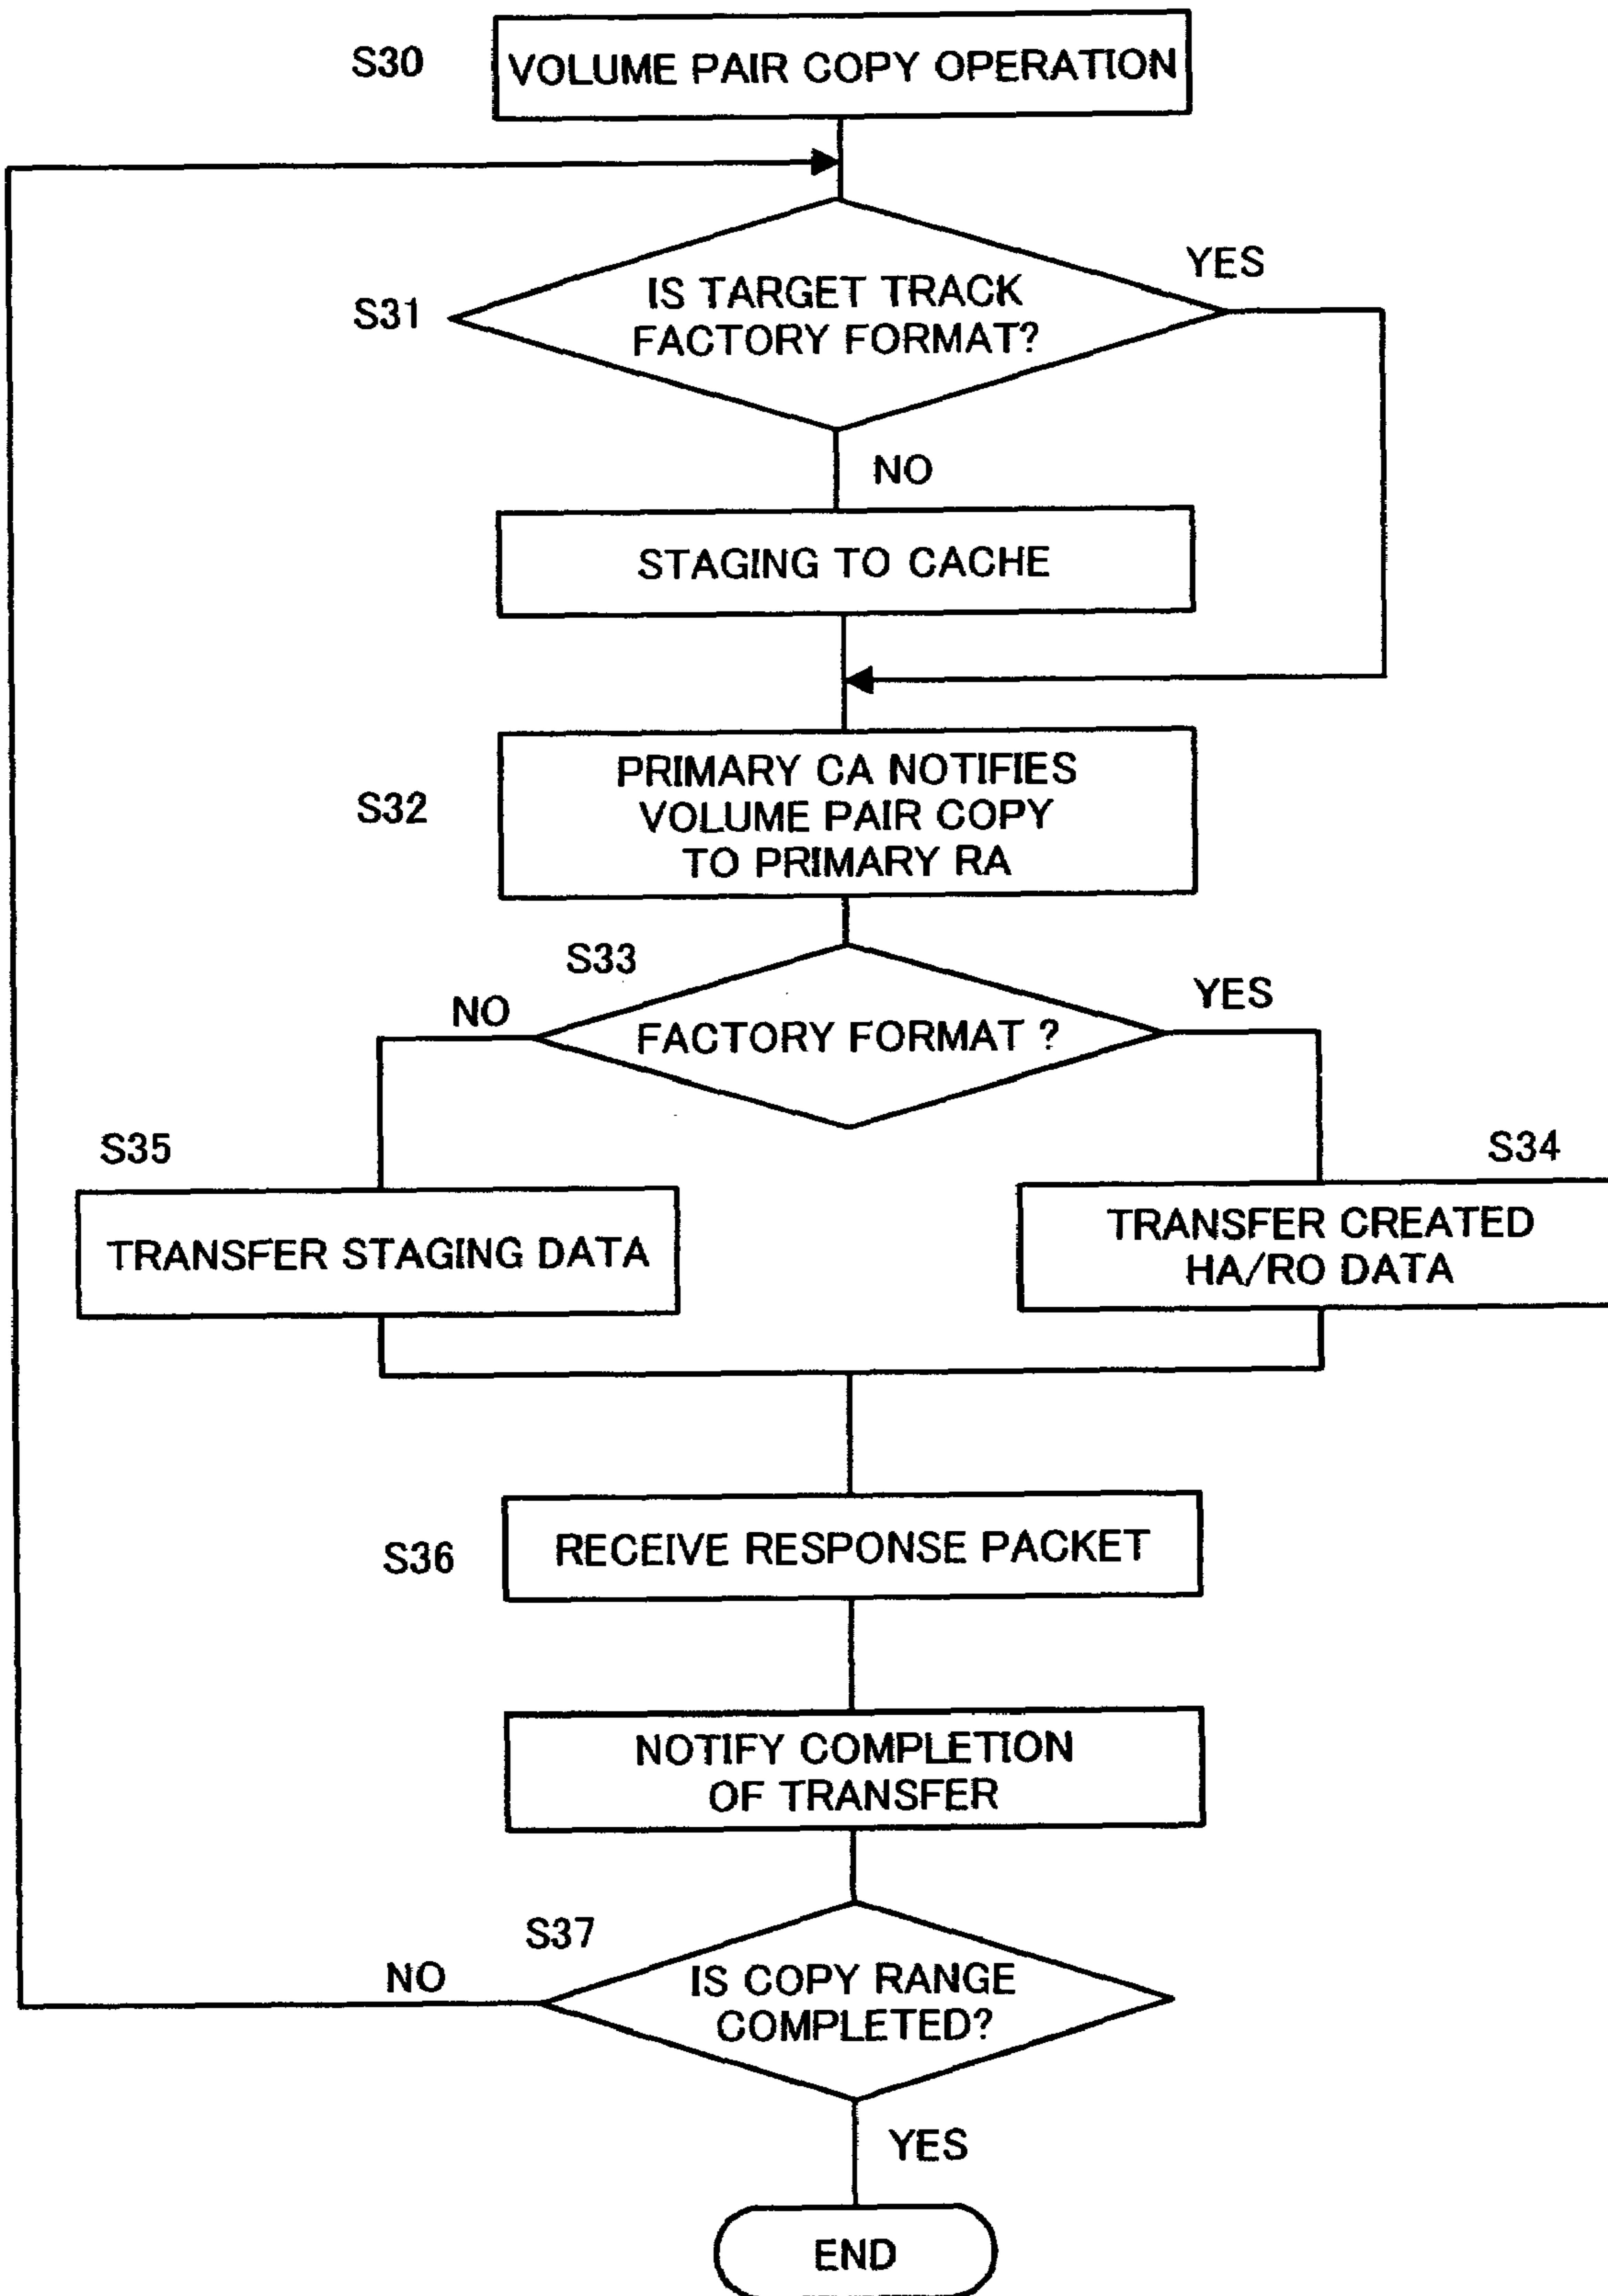 S30
VOLUME PAIR COPY OPERATION
YES
S31
IS TARGET TRACK
FACTORY FORMAT?
NO
STAGING TO CACHE
S32
PRIMARY CA NOTIFIES
VOLUME PAIR COPY
TO PRIMARY RA
S33
NO
YES
FACTORY FORMAT ?
S35
S34
TRANSFER STAGING DATA
TRANSFER CREATED
HA/RO DATA
S36
RECEIVE RESPONSE PACKET
NOTIFY COMPLETION
OF TRANSFER
S37
NO
IS COPY RANGE
COMPLETED?
YES
END